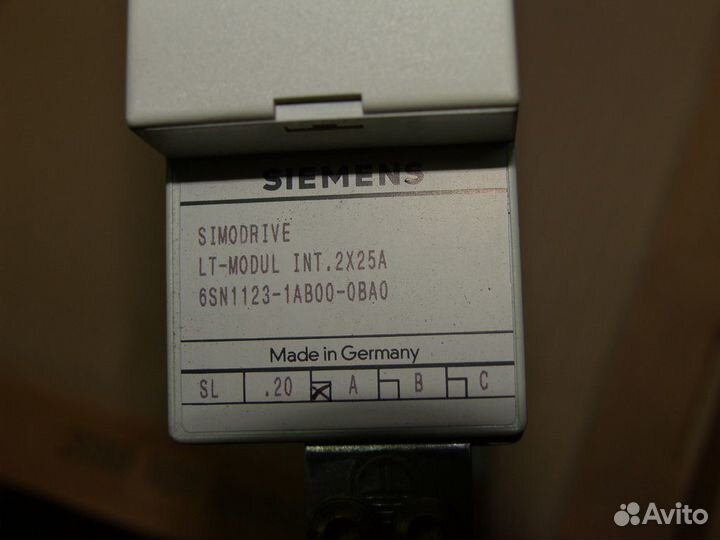 SIEMENS
SIMODRIVE
LT-MODUL INT.2X25A
6SN1123-1AB00-0BA0
Made in Germany
SL .20 A B C
Avito